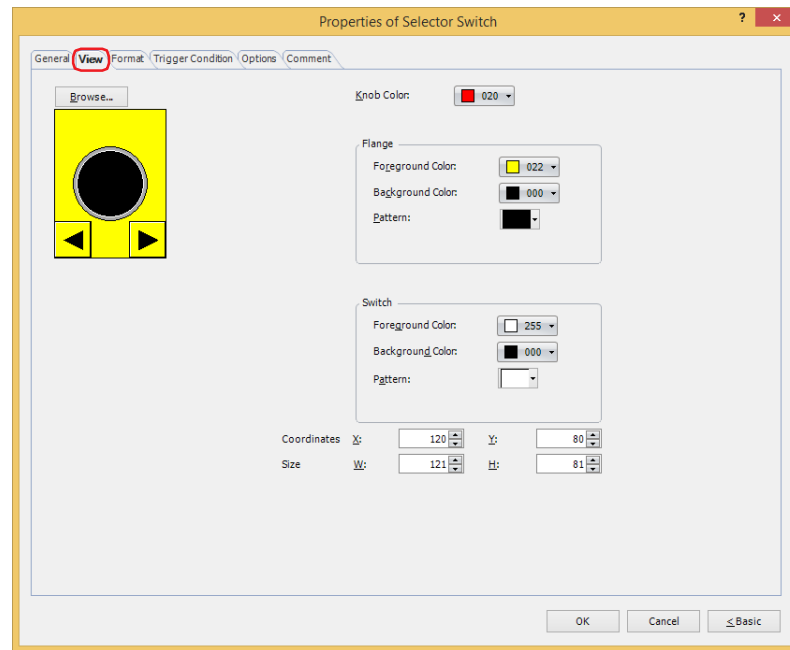 Properties of Selector Switch ? ×
General View Format Trigger Condition Options Comment
Browse... Knob Color: 020
Flange
Foreground Color: 022
Background Color: 000
Pattern:
Switch
Foreground Color: 255
Background Color: 000
Pattern:
Coordinates X: 120 Y: 80
Size W: 121 H: 81
OK Cancel < Basic